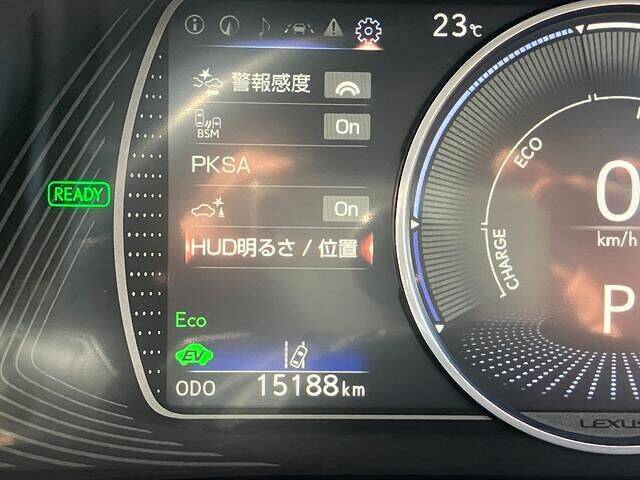 23℃
警報感度
BSM
On
PKSA
On
HUD明るさ / 位置
READY
Eco
EV
ODO 15188km
ECO
CHARGE
0
km/h
P
LEXUS